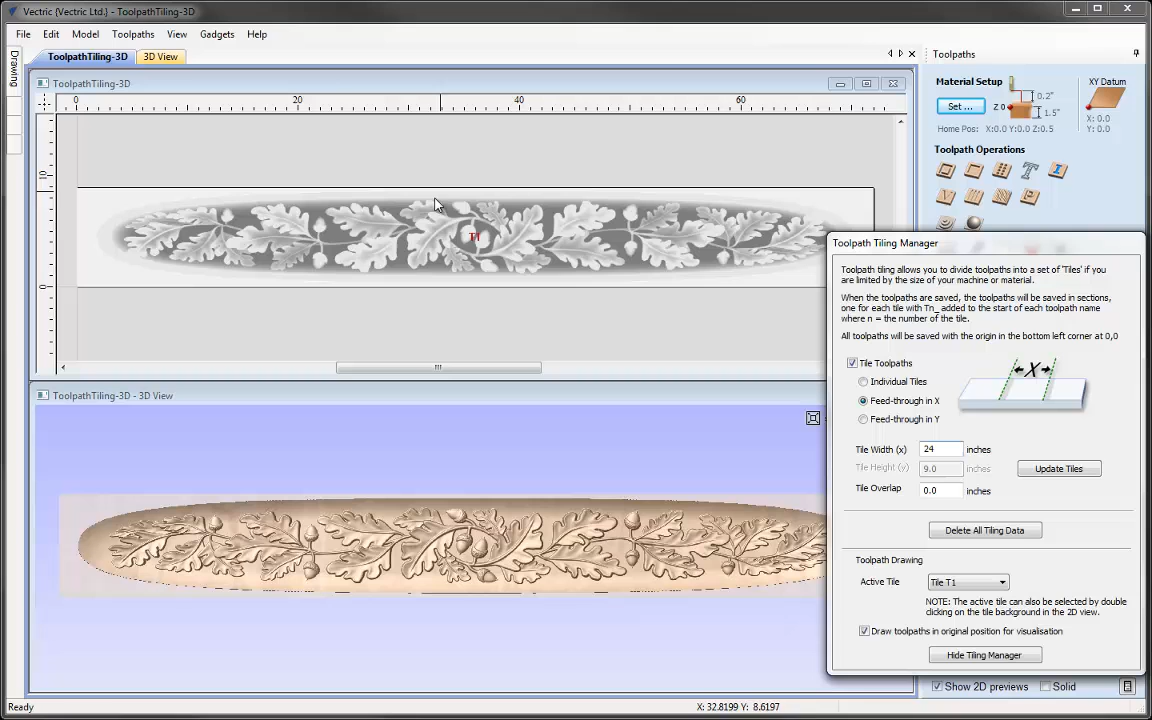 Vectric {Vectric Ltd.} - ToolpathTiling-3D
File Edit Model Toolpaths View Gadgets Help
Drawing
ToolpathTiling-3D 3D View
Toolpaths
ToolpathTiling-3D
0 20 40 60
10
0
T1
Material Setup
Set ...
Z 0
0.2"
1.5"
XY Datum
X: 0.0
Y: 0.0
Home Pos: X:0.0 Y:0.0 Z:0.5
Toolpath Operations
Toolpath Tiling Manager
Toolpath tiling allows you to divide toolpaths into a set of 'Tiles' if you
are limited by the size of your machine or material.
When the toolpaths are saved, the toolpaths will be saved in sections,
one for each tile with Tn_ added to the start of each toolpath name
where n = the number of the tile.
All toolpaths will be saved with the origin in the bottom left corner at 0,0
Tile Toolpaths
Individual Tiles
Feed-through in X
Feed-through in Y
X
Tile Width (x) 24 inches
Tile Height (y) 9.0 inches
Update Tiles
Tile Overlap 0.0 inches
Delete All Tiling Data
Toolpath Drawing
Active Tile Tile T1
NOTE: The active tile can also be selected by double
clicking on the tile background in the 2D view.
Draw toolpaths in original position for visualisation
Hide Tiling Manager
ToolpathTiling-3D - 3D View
Show 2D previews Solid
Ready
X: 32.8199 Y: 8.6197